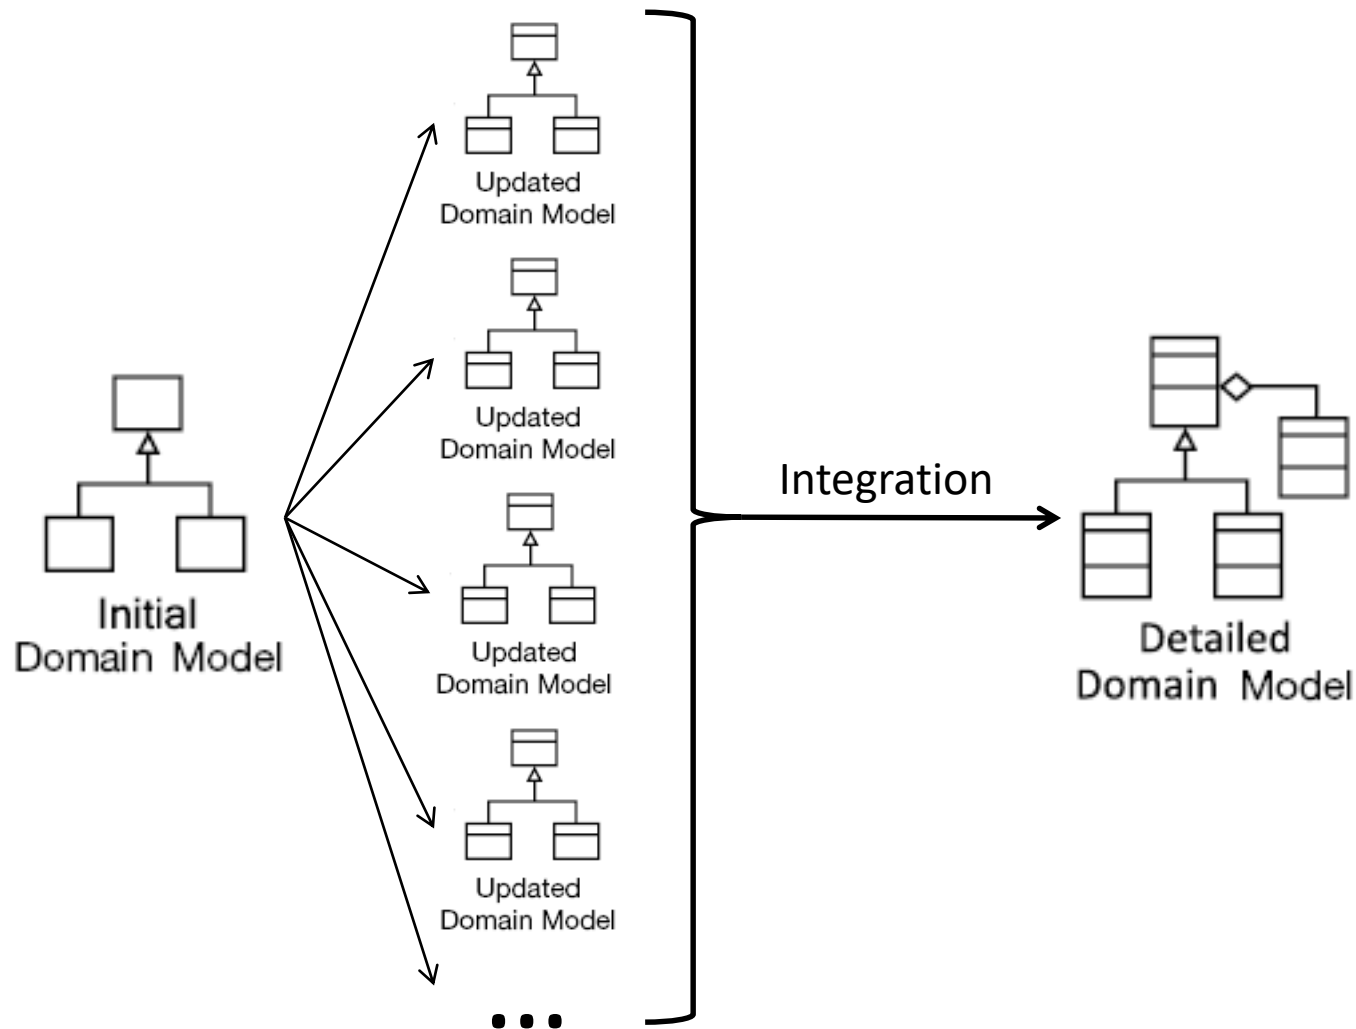 Updated
Domain Model
Updated
Domain Model
Updated
Domain Model
Updated
Domain Model
...
Initial
Domain Model
Integration
Detailed
Domain Model